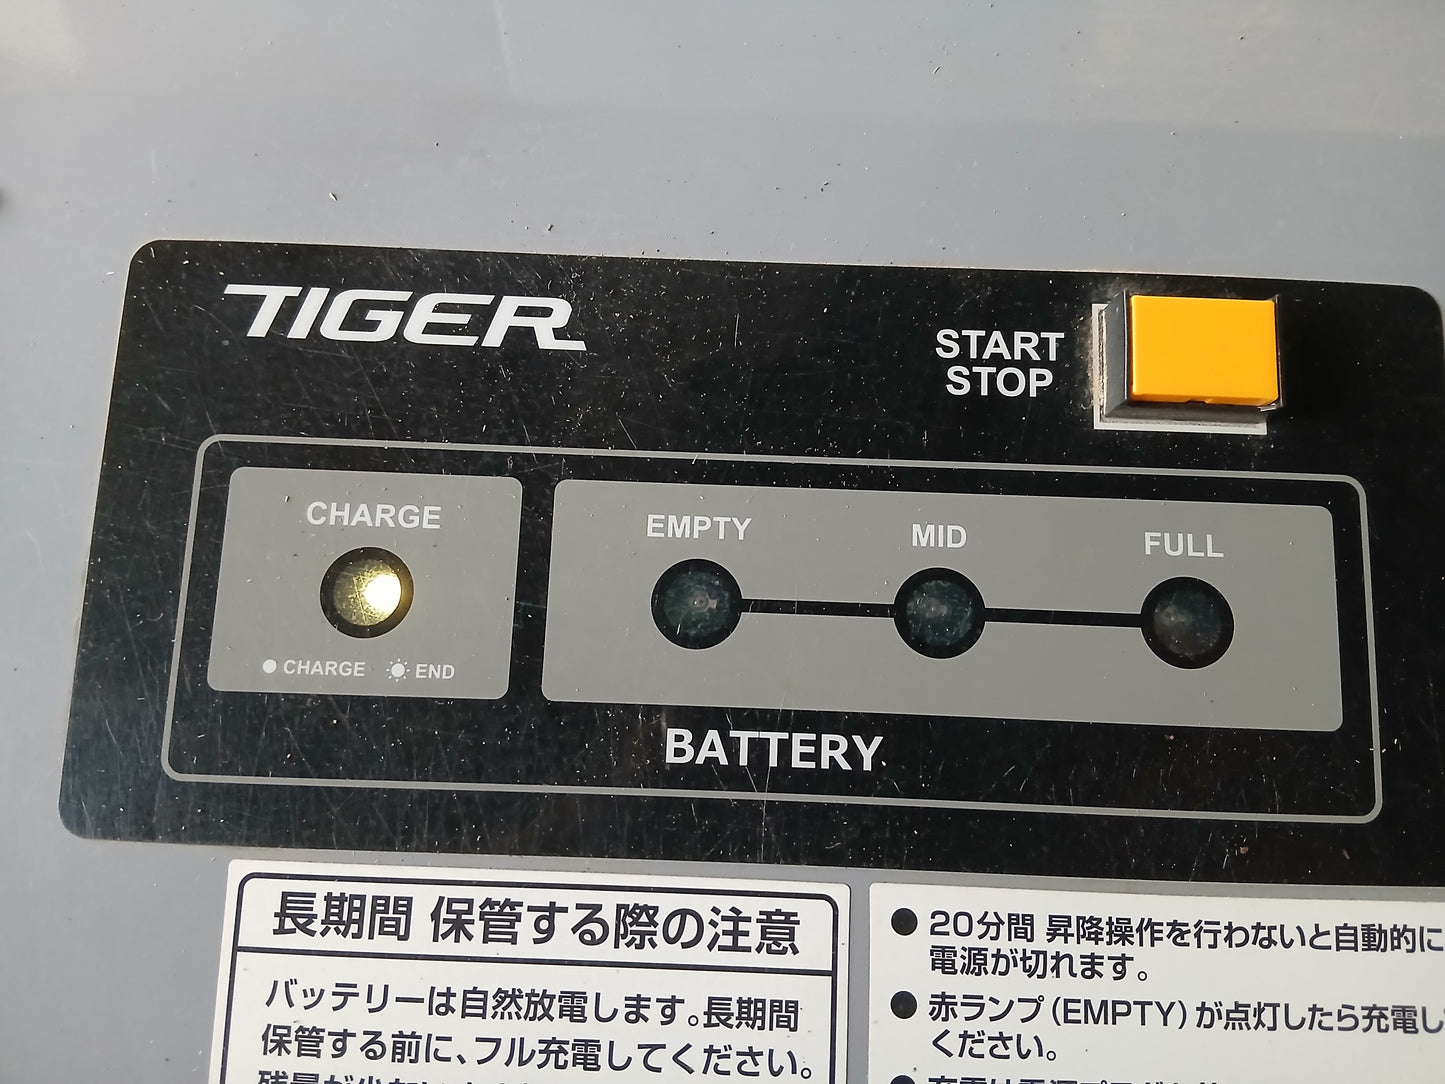 TIGER
START
STOP
CHARGE
EMPTY
MID
FULL
CHARGE
END
BATTERY
長期間 保管する際の注意
バッテリーは自然放電します。長期間
保管する前に、フル充電してください。
● 20分間 昇降操作を行わないと自動的に
電源が切れます。
● 赤ランプ(EMPTY)が点灯したら充電し
ください。